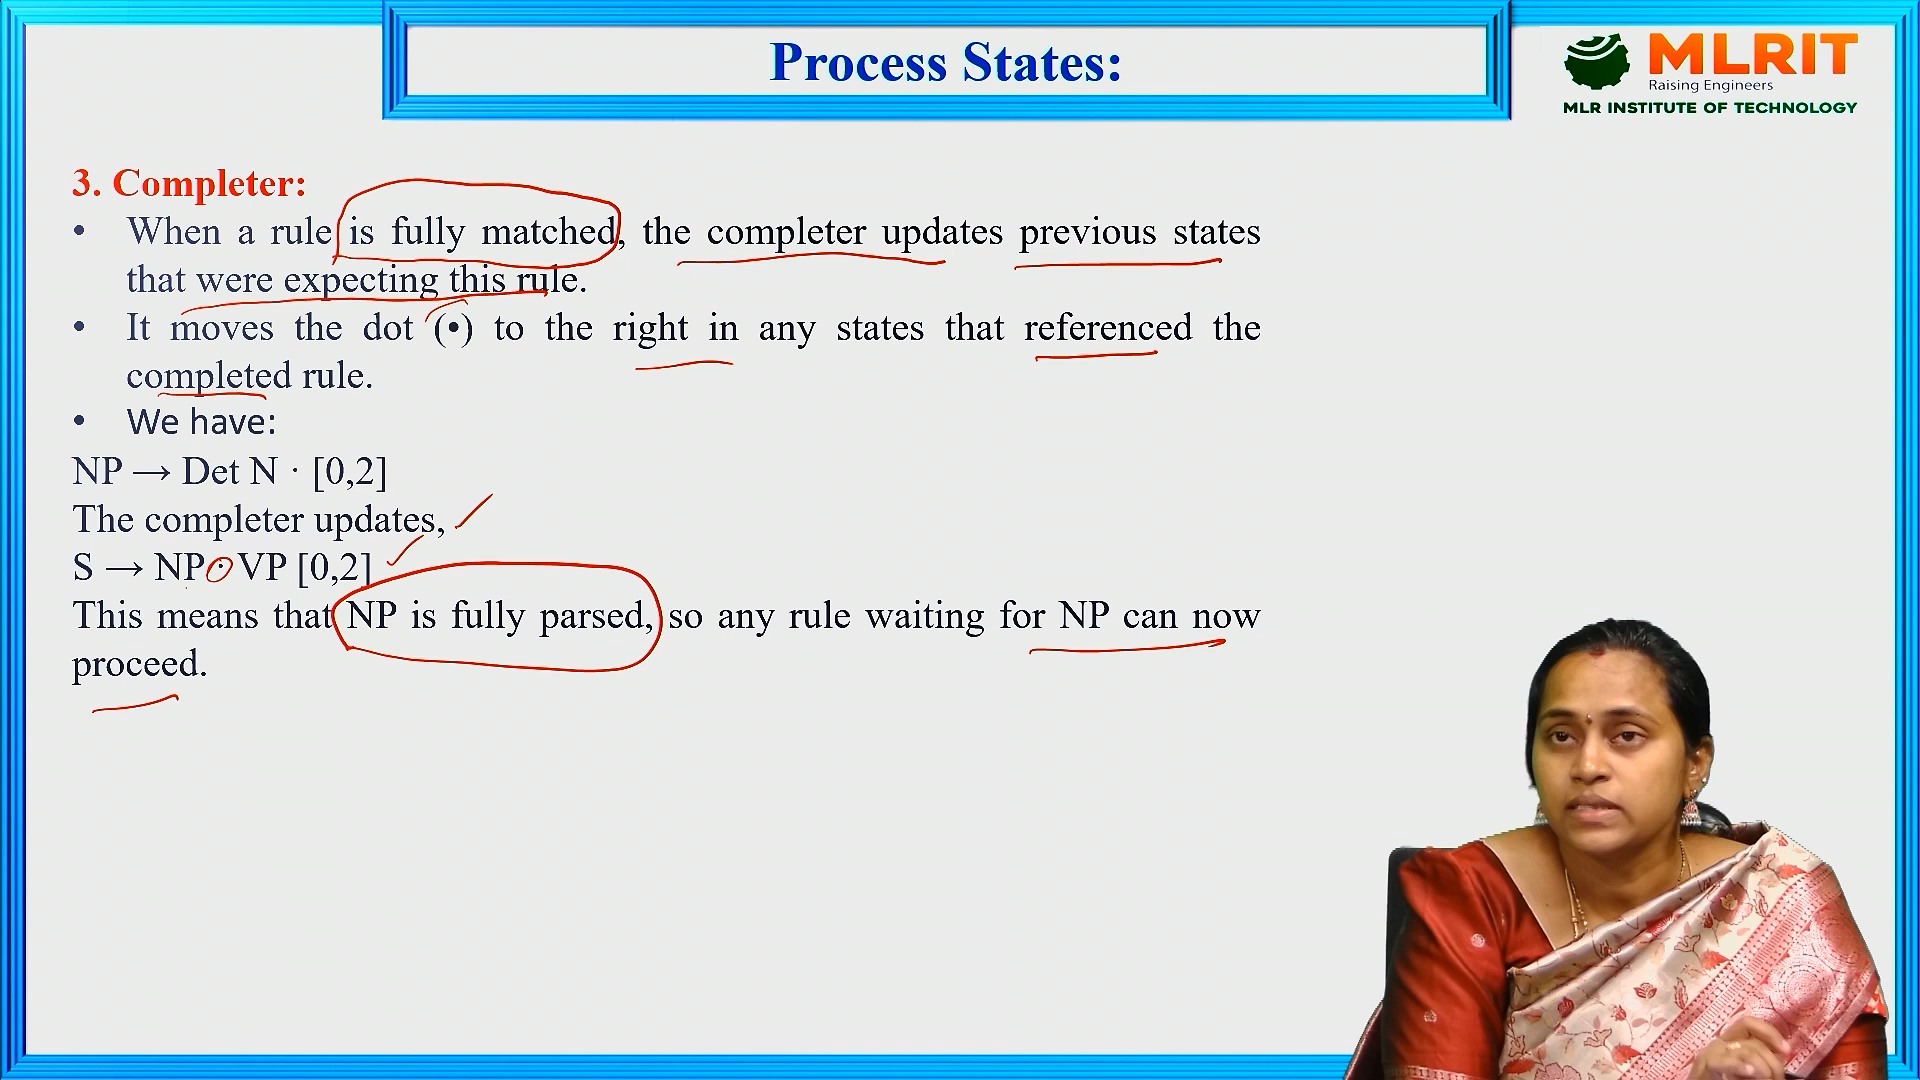 Process States:
MLRIT
Raising Engineers
MLR INSTITUTE OF TECHNOLOGY
3. Completer:
• When a rule is fully matched, the completer updates previous states
that were expecting this rule.
• It moves the dot (•) to the right in any states that referenced the
completed rule.
• We have:
NP → Det N · [0,2]
The completer updates,
S → NP · VP [0,2]
This means that NP is fully parsed, so any rule waiting for NP can now
proceed.